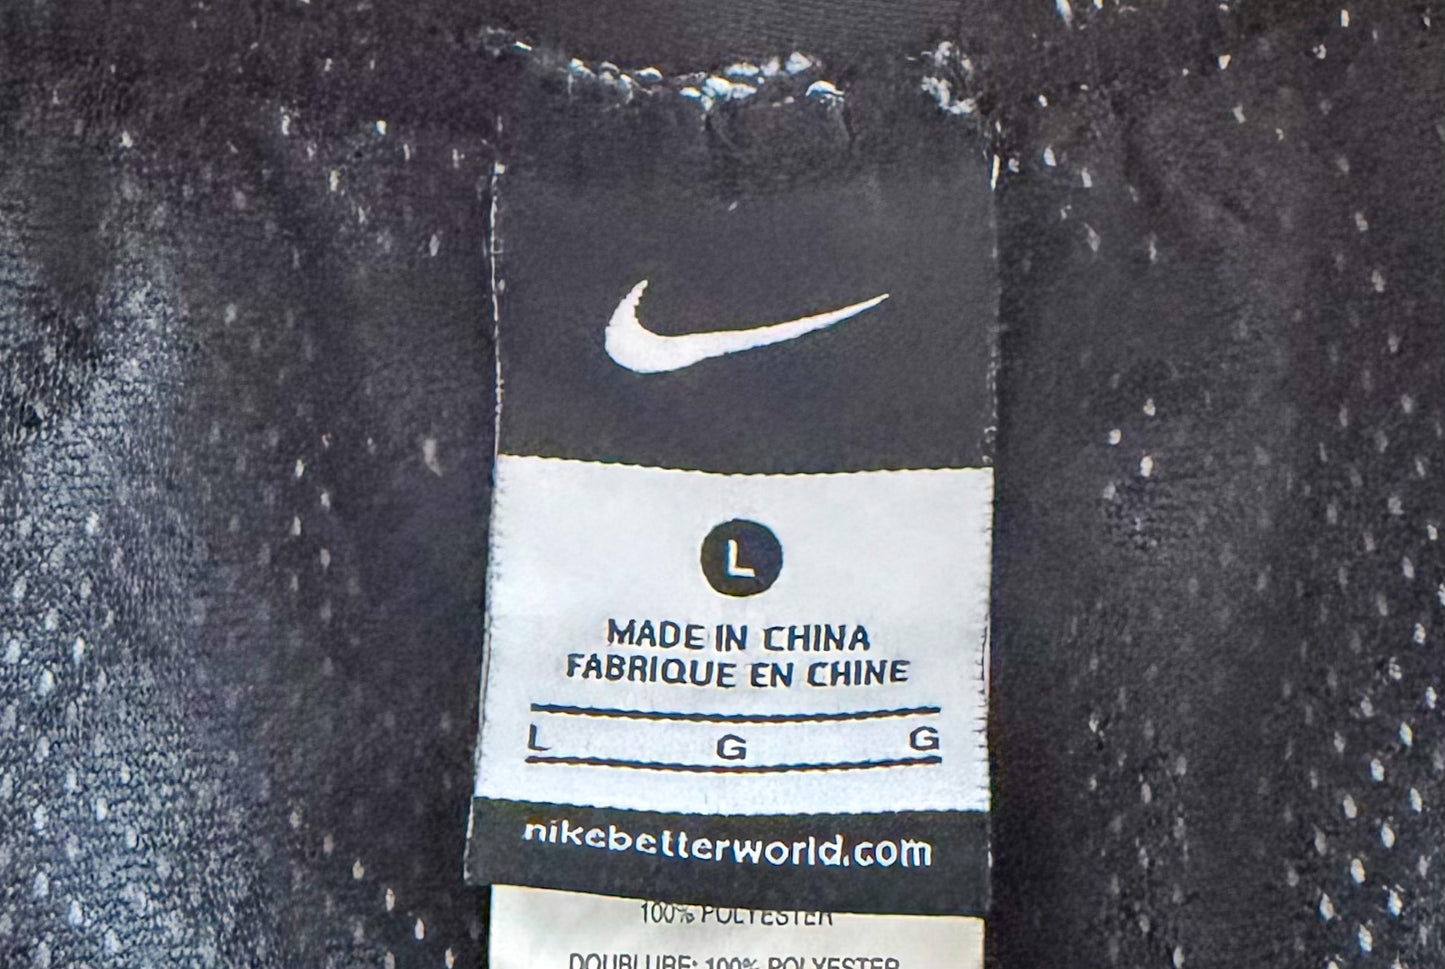 L
MADE IN CHINA
FABRIQUE EN CHINE
L G G
nikebetterworld.com
100% POLYESTER
DOUBLURE: 100% POLYESTER